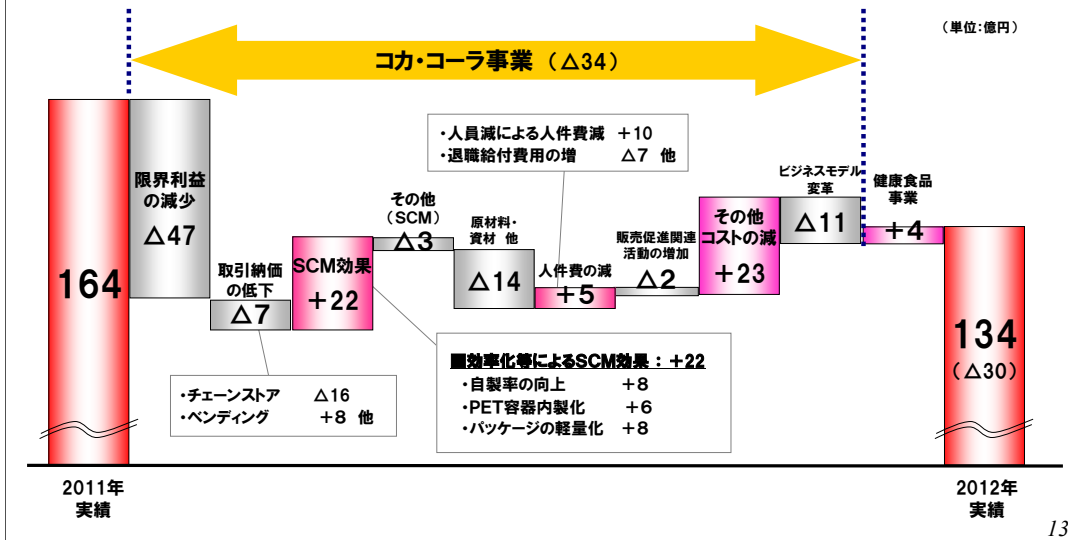 (単位:億円)
コカ・コーラ事業 (△34)
・人員減による人件費減 +10
・退職給付費用の増 △7 他
限界利益
の減少
△47
164
取引納価
の低下
△7
SCM効果
+22
その他
(SCM)
△3
原材料・
資材 他
△14
人件費の減
+5
販売促進関連
活動の増加
△2
その他
コストの減
+23
ビジネスモデル
変革
△11
健康食品
事業
+4
134
(△30)
・チェーンストア △16
・ベンディング +8 他
効率化等によるSCM効果 : +22
・自製率の向上 +8
・PET容器内製化 +6
・パッケージの軽量化 +8
2011年
実績
2012年
実績
13